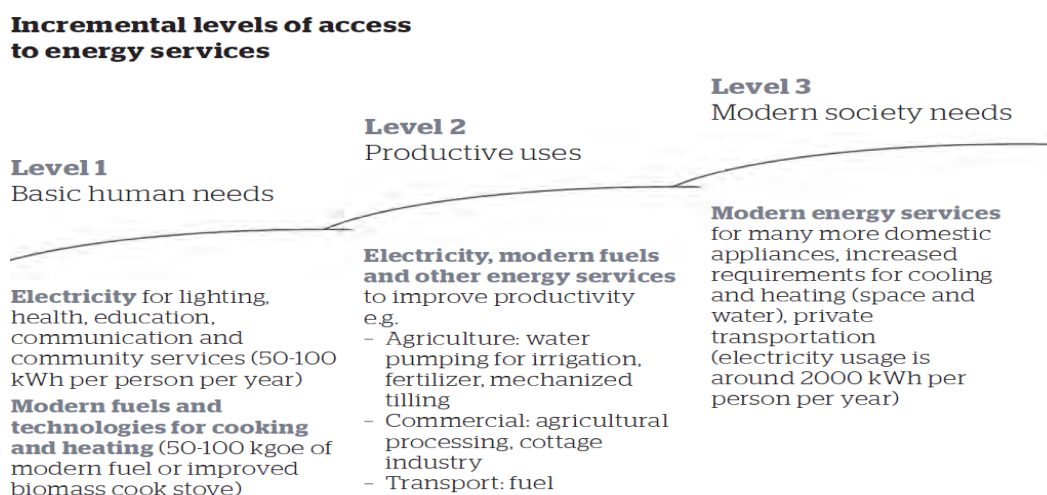 Incremental levels of access
to energy services
Level 1
Basic human needs
Electricity for lighting,
health, education,
communication and
community services (50-100
kWh per person per year)
Modern fuels and
technologies for cooking
and heating (50-100 kgoe of
modern fuel or improved
biomass cook stove)
Level 2
Productive uses
Electricity, modern fuels
and other energy services
to improve productivity
e.g.
- Agriculture: water
pumping for irrigation,
fertilizer, mechanized
tilling
- Commercial: agricultural
processing, cottage
industry
- Transport: fuel
Level 3
Modern society needs
Modern energy services
for many more domestic
appliances, increased
requirements for cooling
and heating (space and
water), private
transportation
(electricity usage is
around 2000 kWh per
person per year)